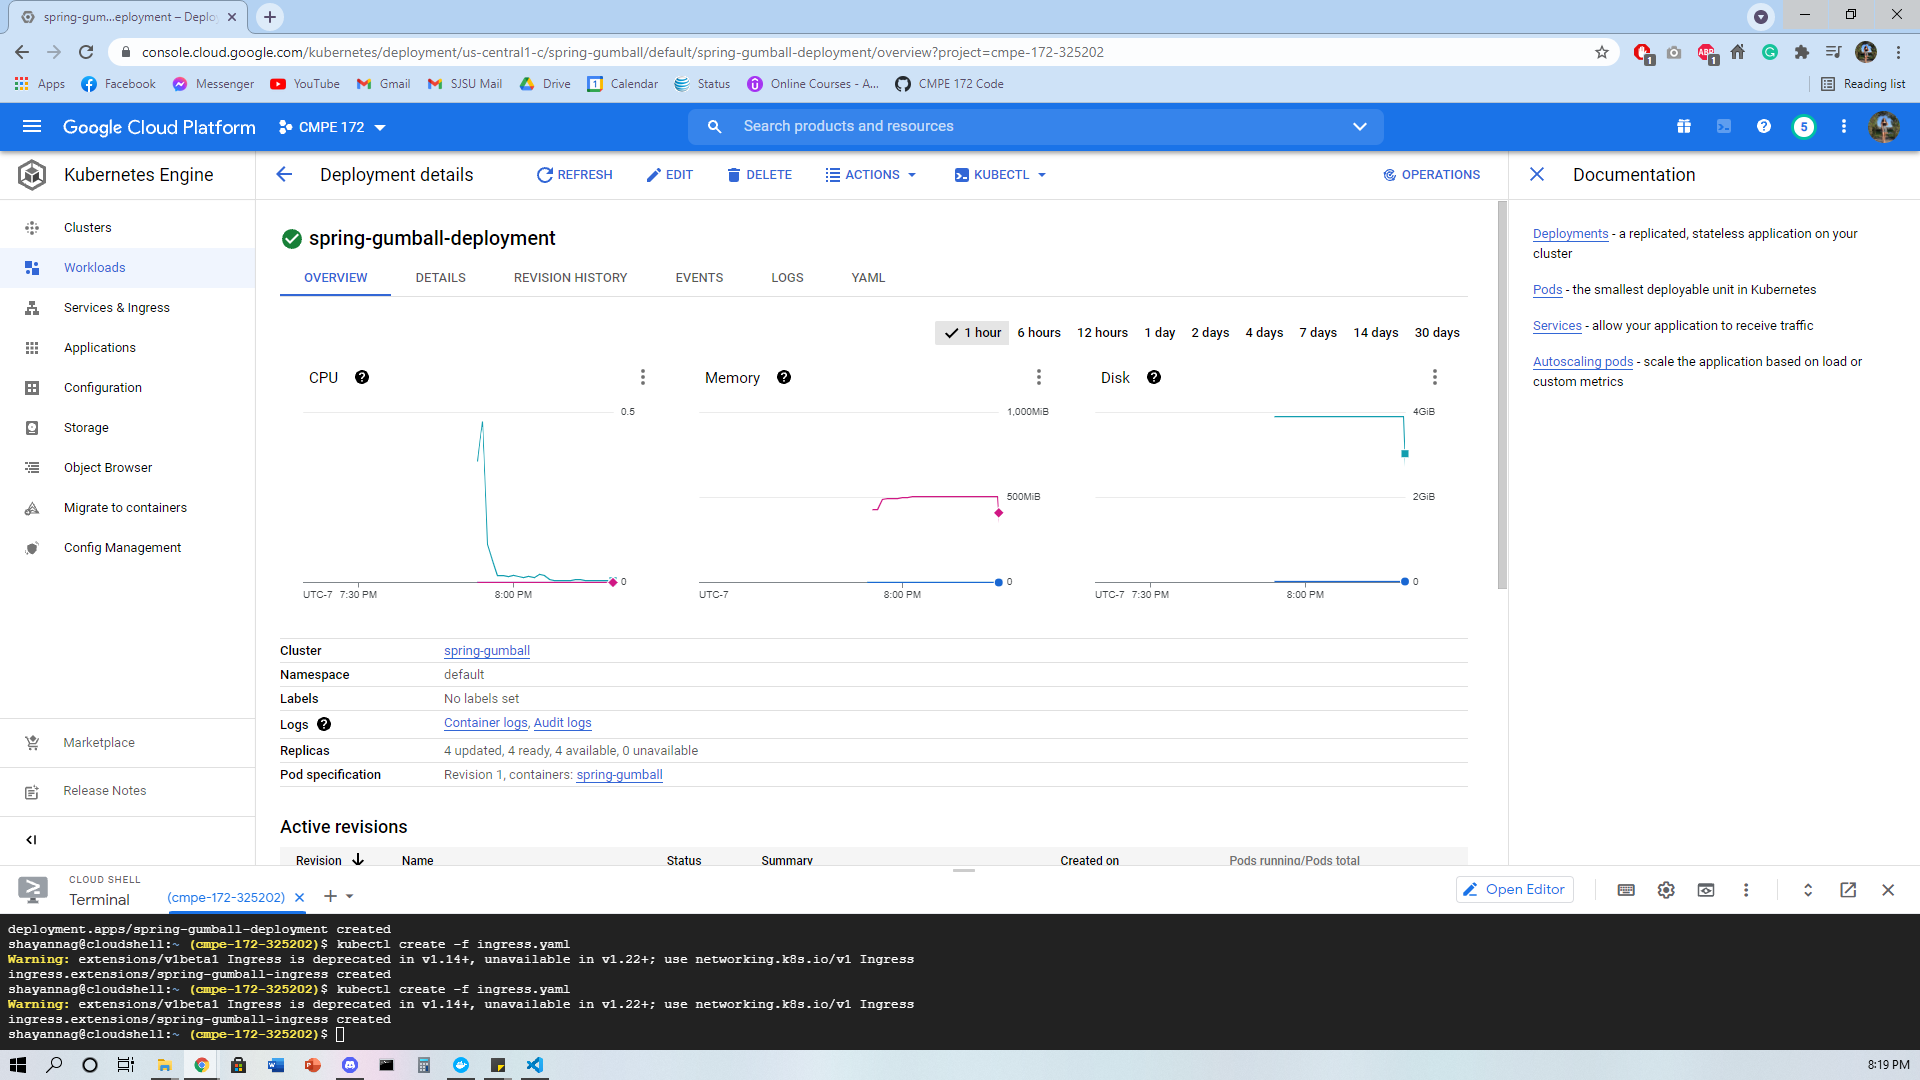 spring-gum...eployment – Deplo
console.cloud.google.com/kubernetes/deployment/us-central1-c/spring-gumball/default/spring-gumball-deployment/overview?project=cmpe-172-325202
1 ABP 1
Apps Facebook Messenger YouTube Gmail SJSU Mail Drive Calendar Status Online Courses - A... CMPE 172 Code Reading list
Google Cloud Platform CMPE 172 Search products and resources 5
Kubernetes Engine
Clusters
Workloads
Services & Ingress
Applications
Configuration
Storage
Object Browser
Migrate to containers
Config Management
Marketplace
Release Notes
Deployment details REFRESH EDIT DELETE ACTIONS KUBECTL OPERATIONS
spring-gumball-deployment
OVERVIEW DETAILS REVISION HISTORY EVENTS LOGS YAML
1 hour 6 hours 12 hours 1 day 2 days 4 days 7 days 14 days 30 days
CPU
0.5
0
UTC-7 7:30 PM 8:00 PM
Memory
1,000MiB
500MiB
0
UTC-7 8:00 PM
Disk
4GiB
2GiB
0
UTC-7 7:30 PM 8:00 PM
Cluster spring-gumball
Namespace default
Labels No labels set
Logs Container logs, Audit logs
Replicas 4 updated, 4 ready, 4 available, 0 unavailable
Pod specification Revision 1, containers: spring-gumball
Active revisions
Revision Name Status Summary Created on Pods running/Pods total
Documentation
Deployments - a replicated, stateless application on your
cluster
Pods - the smallest deployable unit in Kubernetes
Services - allow your application to receive traffic
Autoscaling pods - scale the application based on load or
custom metrics
CLOUD SHELL
Terminal (cmpe-172-325202) Open Editor
deployment.apps/spring-gumball-deployment created
shayannag@cloudshell:~ (cmpe-172-325202)$ kubectl create -f ingress.yaml
Warning: extensions/v1beta1 Ingress is deprecated in v1.14+, unavailable in v1.22+; use networking.k8s.io/v1 Ingress
ingress.extensions/spring-gumball-ingress created
shayannag@cloudshell:~ (cmpe-172-325202)$ kubectl create -f ingress.yaml
Warning: extensions/v1beta1 Ingress is deprecated in v1.14+, unavailable in v1.22+; use networking.k8s.io/v1 Ingress
ingress.extensions/spring-gumball-ingress created
shayannag@cloudshell:~ (cmpe-172-325202)$
8:19 PM